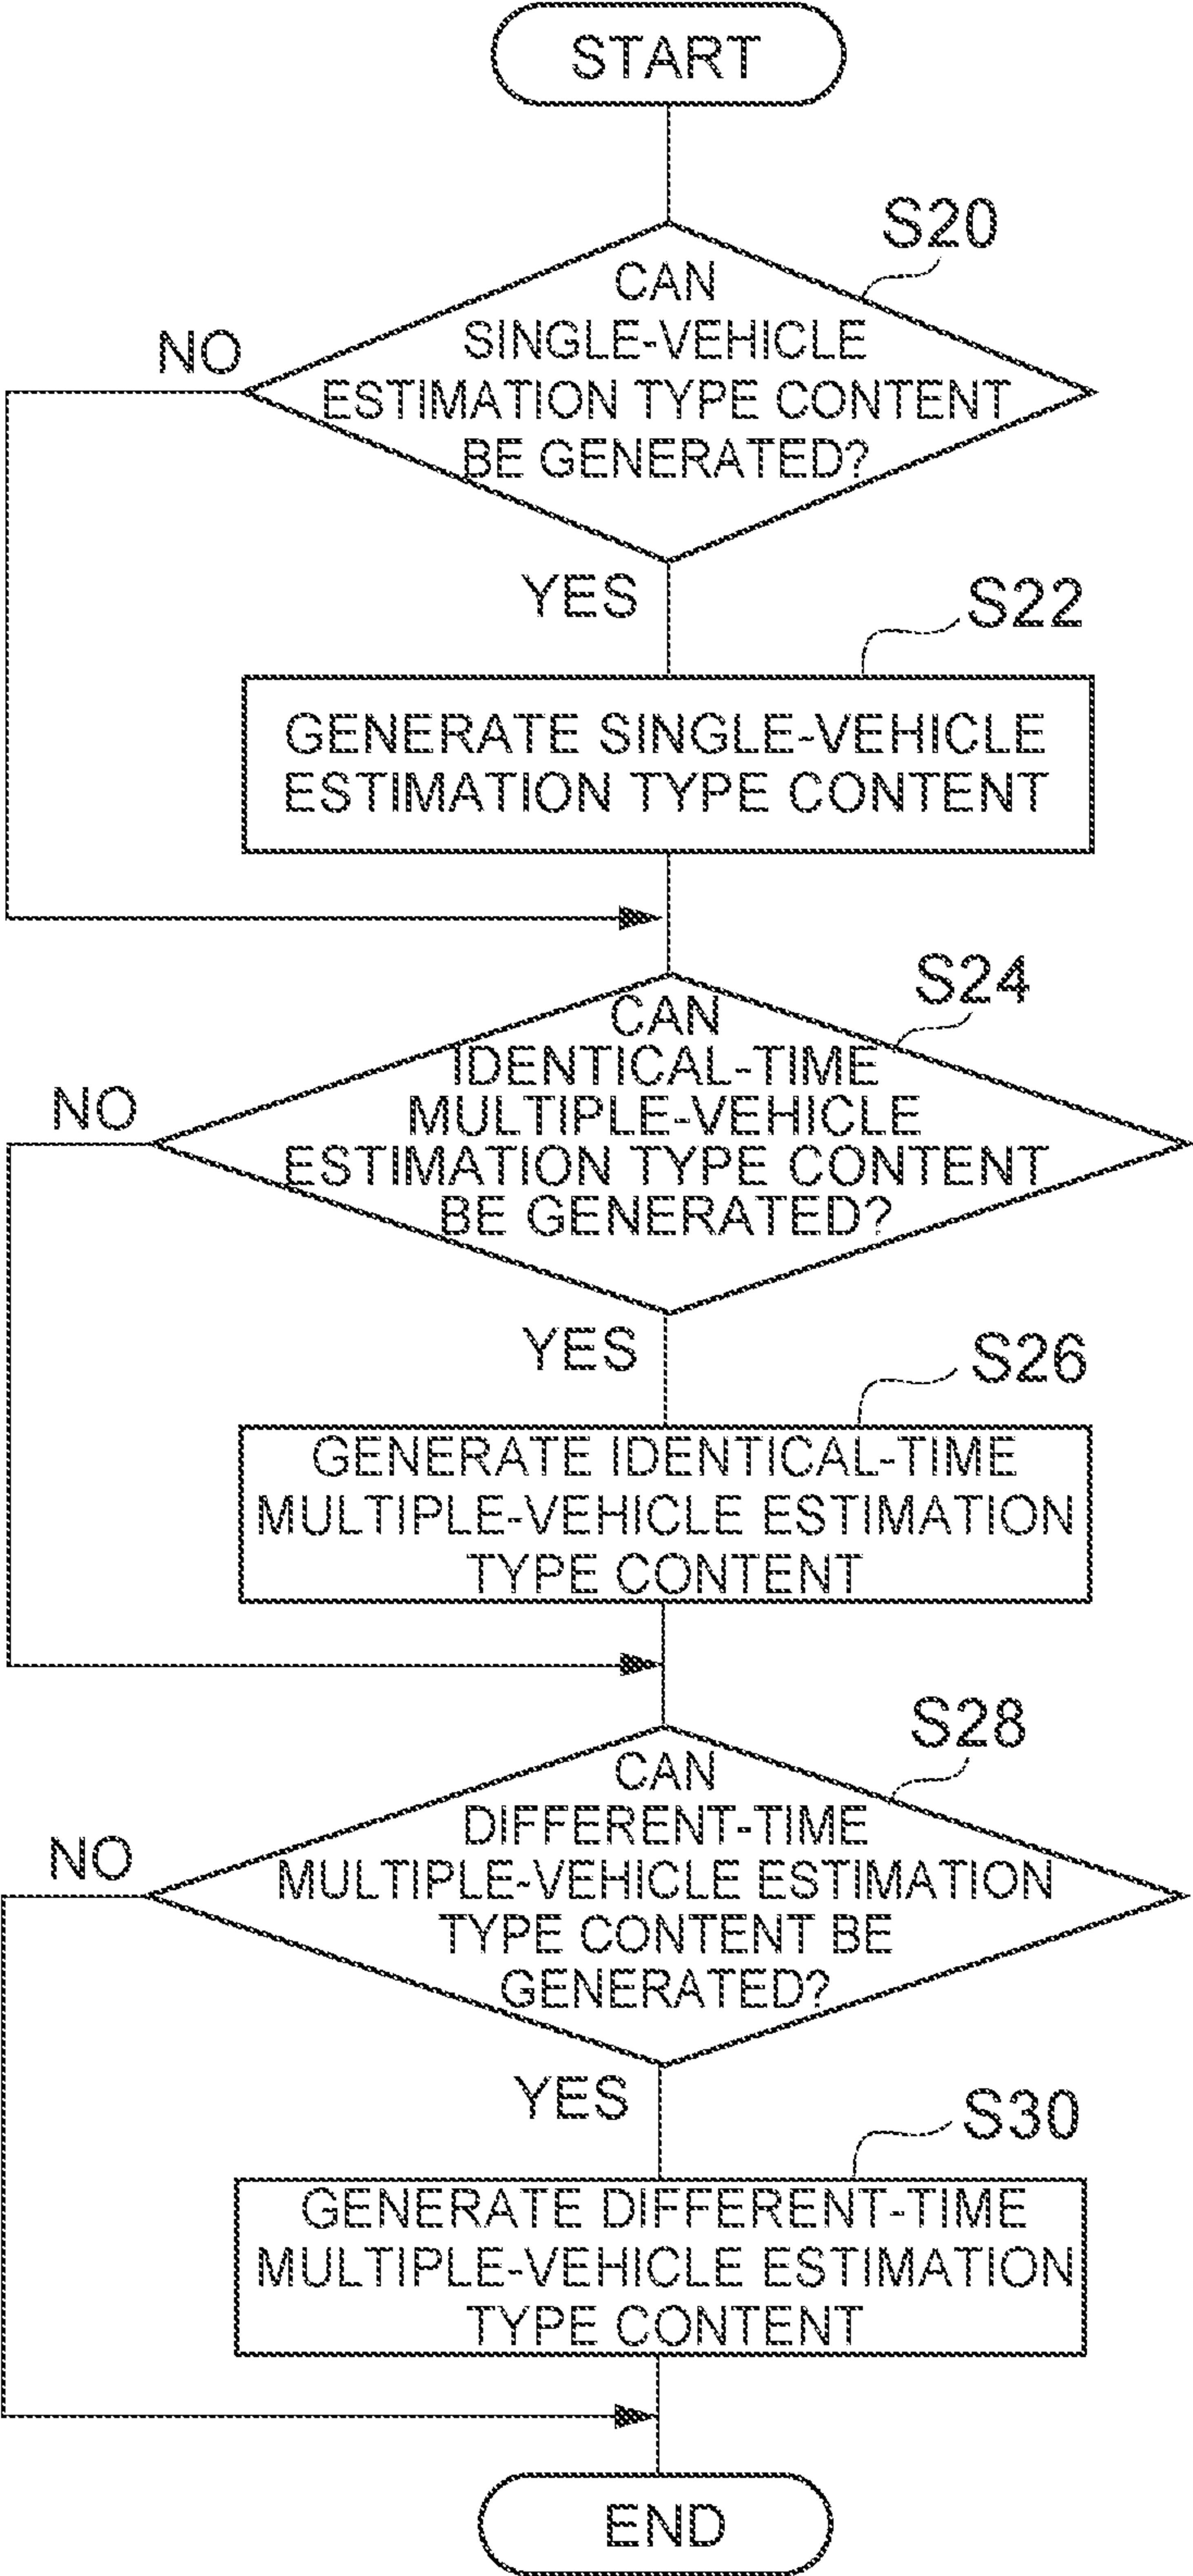 START
S20
CAN
SINGLE-VEHICLE
ESTIMATION TYPE CONTENT
BE GENERATED?
NO
YES
S22
GENERATE SINGLE-VEHICLE
ESTIMATION TYPE CONTENT
S24
CAN
IDENTICAL-TIME
MULTIPLE-VEHICLE
ESTIMATION TYPE CONTENT
BE GENERATED?
NO
YES
S26
GENERATE IDENTICAL-TIME
MULTIPLE-VEHICLE ESTIMATION
TYPE CONTENT
S28
CAN
DIFFERENT-TIME
MULTIPLE-VEHICLE ESTIMATION
TYPE CONTENT BE
GENERATED?
NO
YES
S30
GENERATE DIFFERENT-TIME
MULTIPLE-VEHICLE ESTIMATION
TYPE CONTENT
END